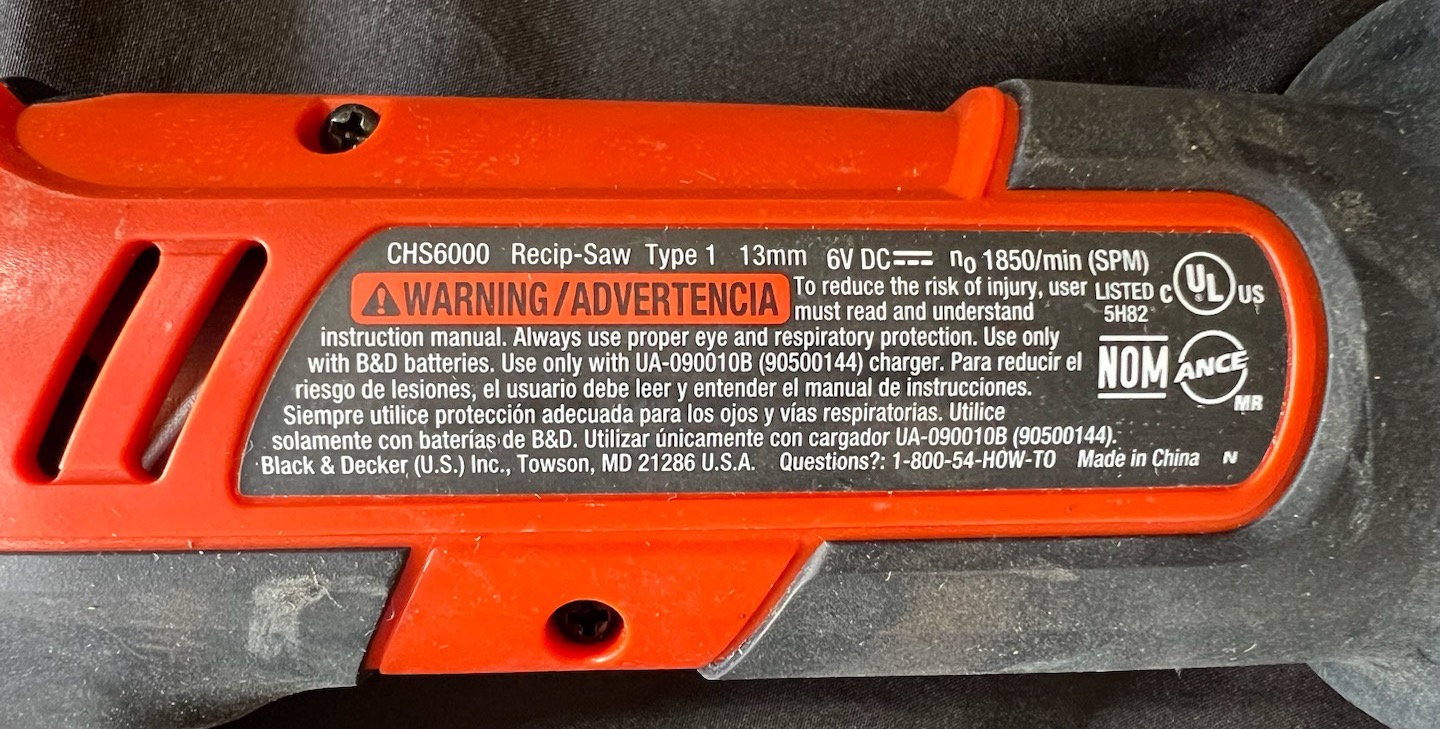 CHS6000 Recip-Saw Type 1 13mm 6V DC n0 1850/min (SPM)
WARNING/ADVERTENCIA To reduce the risk of injury, user
must read and understand
instruction manual. Always use proper eye and respiratory protection. Use only
with B&D batteries. Use only with UA-090010B (90500144) charger. Para reducir el
riesgo de lesiones, el usuario debe leer y entender el manual de instrucciones.
Siempre utilice protección adecuada para los ojos y vías respiratorias. Utilice
solamente con baterías de B&D. Utilizar únicamente con cargador UA-090010B (90500144).
Black & Decker (U.S.) Inc., Towson, MD 21286 U.S.A. Questions?: 1-800-54-HOW-TO Made in China N
LISTED C UL US
5H82
NOM ANCE
MR